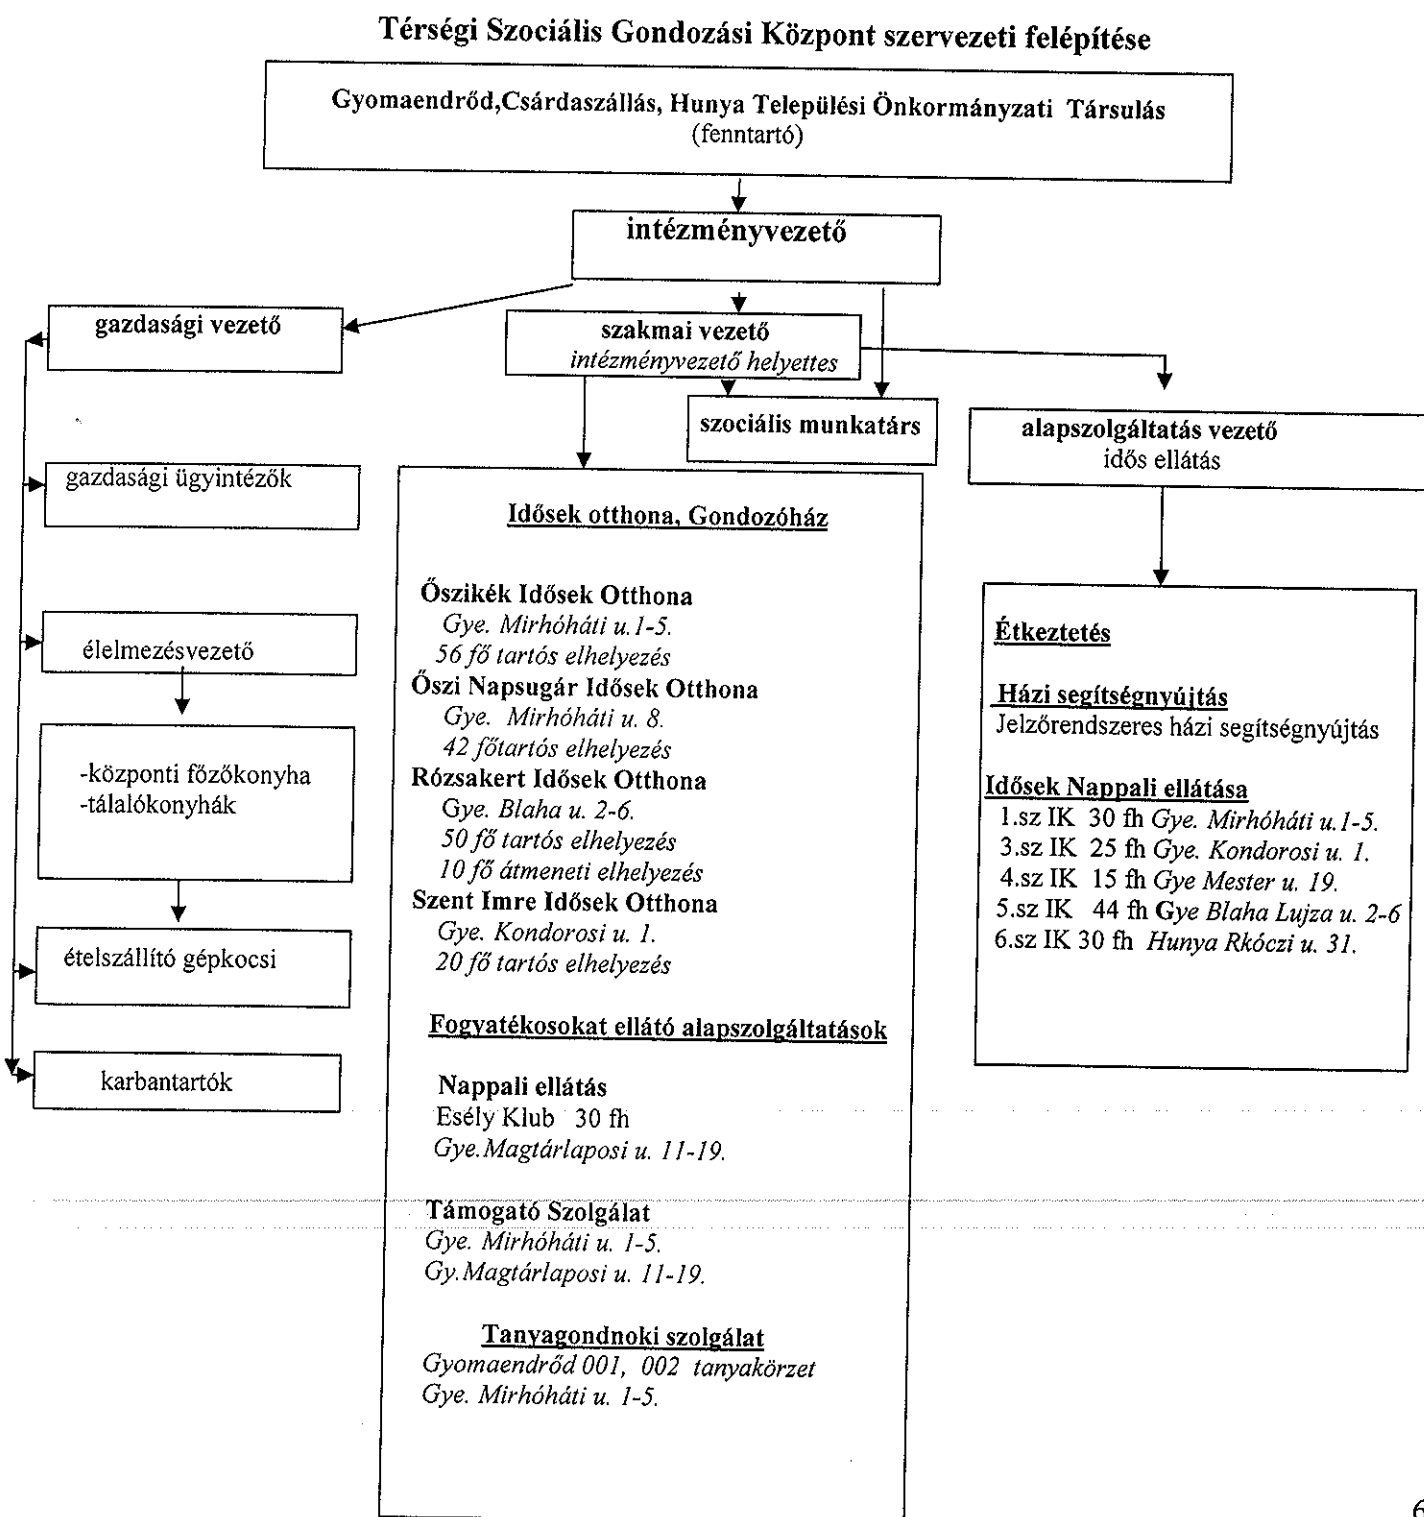 Térségi Szociális Gondozási Központ szervezeti felépítése
Gyomaendrőd,Csárdaszállás, Hunya Települési Önkormányzati Társulás
(fenntartó)
intézményvezető
gazdasági vezető
szakmai vezető
intézményvezető helyettes
szociális munkatárs
alapszolgáltatás vezető
idős ellátás
gazdasági ügyintézők
élelmezésvezető
-központi főzőkonyha
-tálalókonyhák
ételszállító gépkocsi
karbantartók
Idősek otthona, Gondozóház
Őszikék Idősek Otthona
Gye. Mirhóháti u.1-5.
56 fő tartós elhelyezés
Őszi Napsugár Idősek Otthona
Gye. Mirhóháti u. 8.
42 főtartós elhelyezés
Rózsakert Idősek Otthona
Gye. Blaha u. 2-6.
50 fő tartós elhelyezés
10 fő átmeneti elhelyezés
Szent Imre Idősek Otthona
Gye. Kondorosi u. 1.
20 fő tartós elhelyezés
Fogyatékosokat ellátó alapszolgáltatások
Nappali ellátás
Esély Klub 30 fh
Gye.Magtárlaposi u. 11-19.
Támogató Szolgálat
Gye. Mirhóháti u. 1-5.
Gy.Magtárlaposi u. 11-19.
Tanyagondnoki szolgálat
Gyomaendrőd 001, 002 tanyakörzet
Gye. Mirhóháti u. 1-5.
Étkeztetés
Házi segítségnyújtás
Jelzőrendszeres házi segítségnyújtás
Idősek Nappali ellátása
1.sz IK 30 fh Gye. Mirhóháti u.1-5.
3.sz IK 25 fh Gye. Kondorosi u. 1.
4.sz IK 15 fh Gye Mester u. 19.
5.sz IK 44 fh Gye Blaha Lujza u. 2-6
6.sz IK 30 fh Hunya Rkóczi u. 31.
6